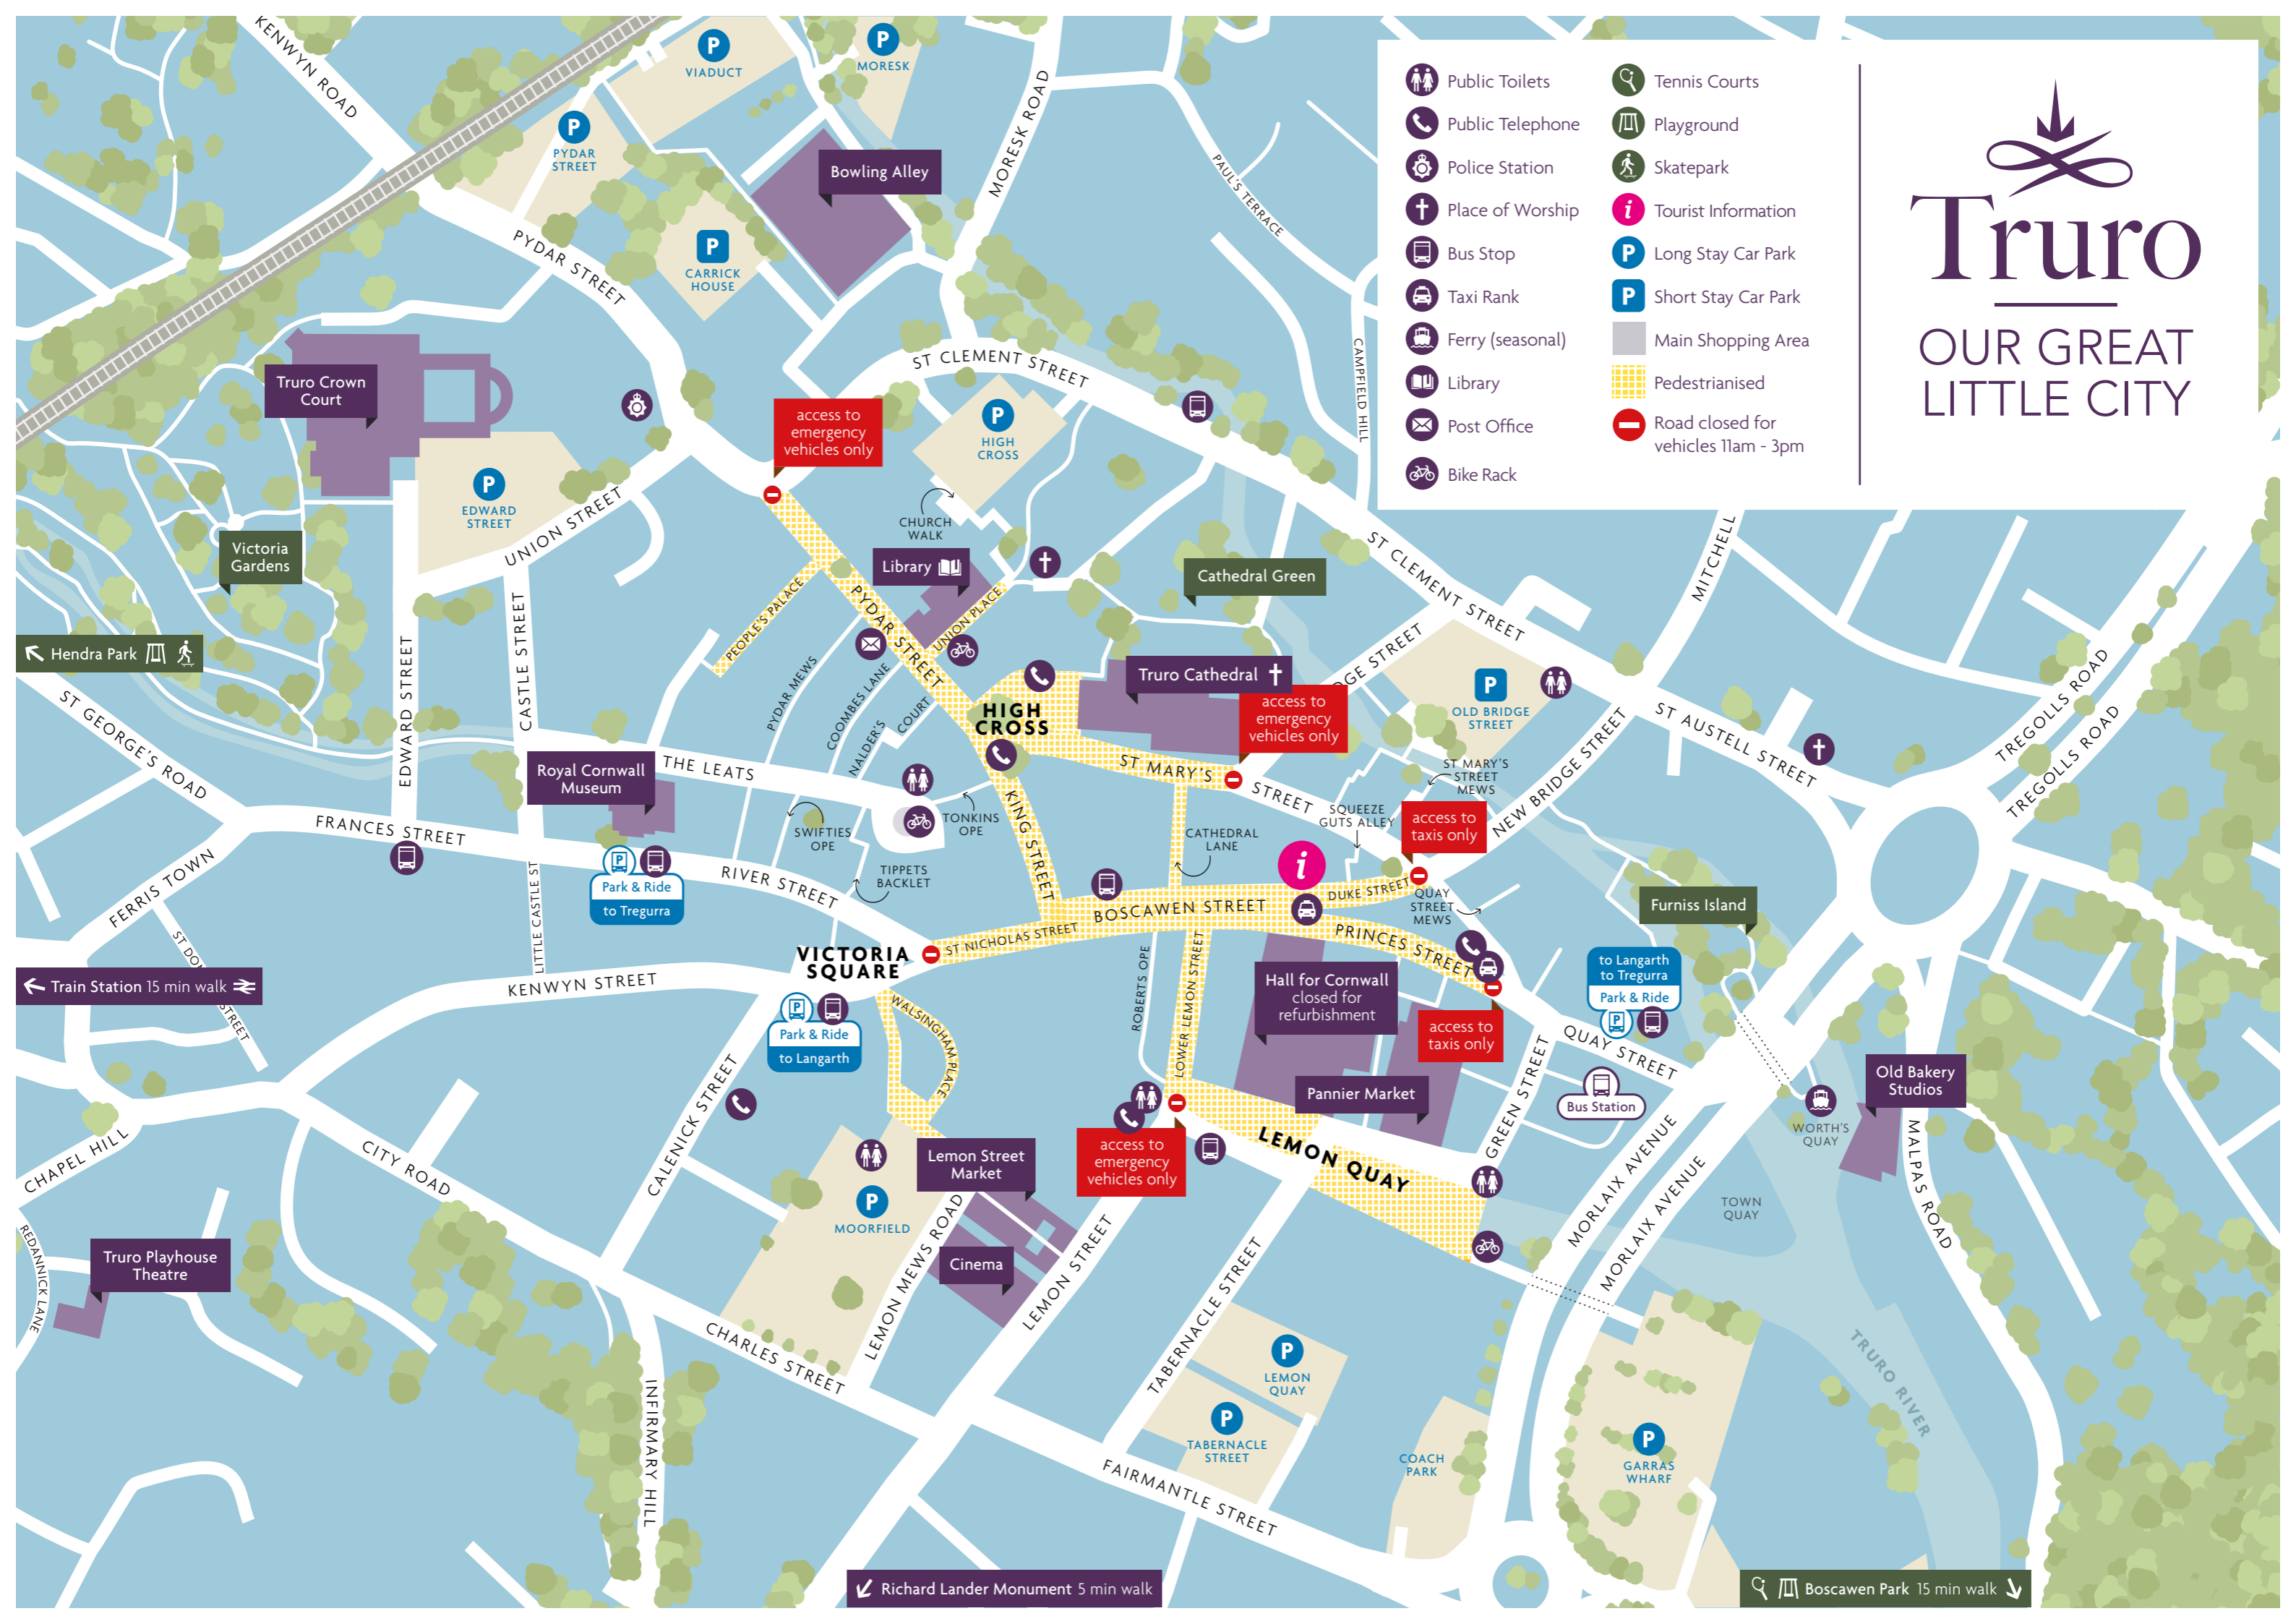 KENWYN ROAD
P
VIADUCT
P
MORESK
P
PYDAR
STREET
Bowling Alley
MORESK ROAD
PAUL'S TERRACE
PYDAR STREET
P
CARRICK
HOUSE
ST CLEMENT STREET
CAMPFIELD HILL
Public Toilets
Public Telephone
Police Station
Place of Worship
Bus Stop
Taxi Rank
Ferry (seasonal)
Library
Post Office
Bike Rack
Tennis Courts
Playground
Skatepark
i
Tourist Information
P
Long Stay Car Park
P
Short Stay Car Park
Main Shopping Area
Pedestrianised
Road closed for
vehicles 11am - 3pm
Truro
OUR GREAT
LITTLE CITY
Truro Crown
Court
access to
emergency
vehicles only
P
HIGH
CROSS
P
EDWARD
STREET
UNION STREET
CHURCH
WALK
Victoria
Gardens
Library
PEOPLE'S PALACE
PYDAR STREET
UNION PLACE
Cathedral Green
ST CLEMENT STREET
MITCHELL
Hendra Park
EDWARD STREET
CASTLE STREET
PYDAR MEWS
COOMBES LANE
NALDER'S
COURT
HIGH
CROSS
Truro Cathedral
access to
emergency
vehicles only
DGE STREET
P
OLD BRIDGE
STREET
ST AUSTELL STREET
TREGOLLS ROAD
TREGOLLS ROAD
ST GEORGE'S ROAD
Royal Cornwall
Museum
THE LEATS
ST MARY'S
STREET
ST MARY'S
STREET
MEWS
NEW BRIDGE STREET
FRANCES STREET
SWIFTIES
OPE
TONKINS
OPE
KING STREET
CATHEDRAL
LANE
SQUEEZE
GUTS ALLEY
access to
taxis only
FERRIS TOWN
P
Park & Ride
to Tregurra
RIVER STREET
TIPPETS
BACKLET
i
DUKE STREET
QUAY
STREET
MEWS
Furniss Island
LITTLE CASTLE ST
BOSCAWEN STREET
ST NICHOLAS STREET
PRINCES STREET
VICTORIA
SQUARE
ST DO
STREET
Train Station 15 min walk
KENWYN STREET
P
Park & Ride
to Langarth
WALSINGHAM PLACE
ROBERTS OPE
LOWER LEMON STREET
Hall for Cornwall
closed for
refurbishment
access to
taxis only
to Langarth
to Tregurra
Park & Ride
P
QUAY STREET
Bus Station
GREEN STREET
Pannier Market
Old Bakery
Studios
WORTH'S
QUAY
CALENICK STREET
CHAPEL HILL
CITY ROAD
access to
emergency
vehicles only
LEMON QUAY
Lemon Street
Market
P
MOORFIELD
MORLAIX AVENUE
MORLAIX AVENUE
TOWN
QUAY
MALPAS ROAD
REDANNICK LANE
Truro Playhouse
Theatre
Cinema
LEMON MEWS ROAD
LEMON STREET
TABERNACLE STREET
CHARLES STREET
P
LEMON
QUAY
P
TABERNACLE
STREET
TRURO RIVER
INFIRMARY HILL
COACH
PARK
P
GARRAS
WHARF
FAIRMANTLE STREET
Richard Lander Monument 5 min walk
Boscawen Park 15 min walk